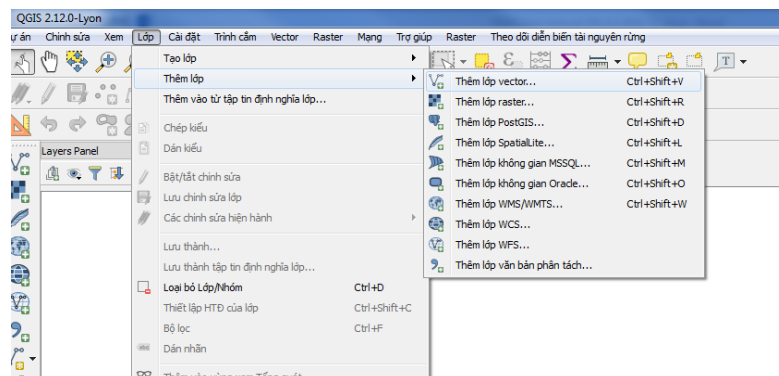 QGIS 2.12.0-Lyon
ự án Chỉnh sửa Xem Lớp Cài đặt Trình cắm Vector Raster Mạng Trợ giúp Raster Theo dõi diễn biến tài nguyên rừng
Tạo lớp
Thêm lớp
Thêm vào từ tập tin định nghĩa lớp...
Chép kiểu
Dán kiểu
Bật/tắt chỉnh sửa
Lưu chỉnh sửa lớp
Các chỉnh sửa hiện hành
Lưu thành...
Lưu thành tập tin định nghĩa lớp...
Loại bỏ Lớp/Nhóm Ctrl+D
Thiết lập HTĐ của lớp Ctrl+Shift+C
Bộ lọc Ctrl+F
Dán nhãn
Thêm vào vùng xem Tổng quát
Thêm lớp vector... Ctrl+Shift+V
Thêm lớp raster... Ctrl+Shift+R
Thêm lớp PostGIS... Ctrl+Shift+D
Thêm lớp SpatialLite... Ctrl+Shift+L
Thêm lớp không gian MSSQL... Ctrl+Shift+M
Thêm lớp không gian Oracle... Ctrl+Shift+O
Thêm lớp WMS/WMTS... Ctrl+Shift+W
Thêm lớp WCS...
Thêm lớp WFS...
Thêm lớp văn bản phân tách...
Layers Panel